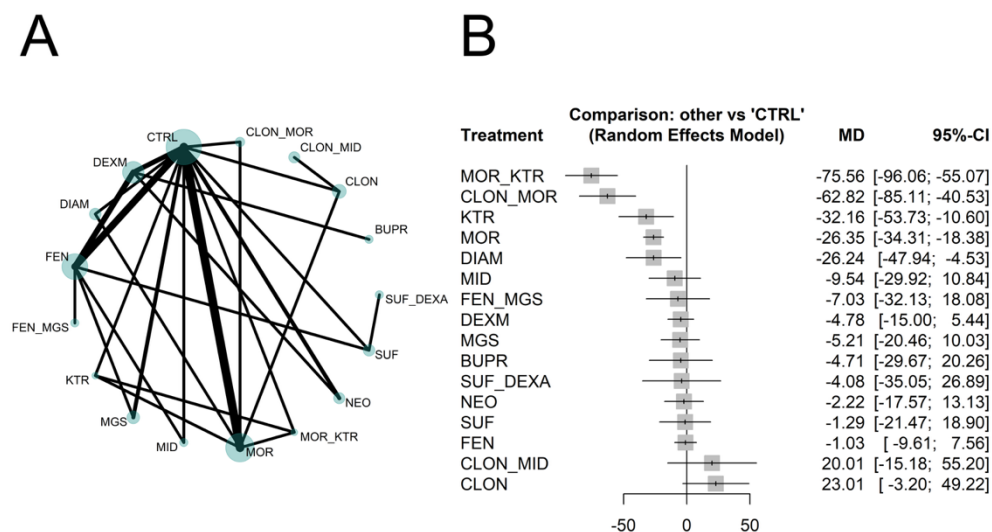 A
B
CTRL
CLON_MOR
CLON_MID
DEXM
CLON
DIAM
BUPR
FEN
SUF_DEXA
FEN_MGS
SUF
KTR
NEO
MGS
MOR_KTR
MID
MOR
Comparison: other vs 'CTRL'
Treatment (Random Effects Model) MD 95%-CI
MOR_KTR -75.56 [-96.06; -55.07]
CLON_MOR -62.82 [-85.11; -40.53]
KTR -32.16 [-53.73; -10.60]
MOR -26.35 [-34.31; -18.38]
DIAM -26.24 [-47.94; -4.53]
MID -9.54 [-29.92; 10.84]
FEN_MGS -7.03 [-32.13; 18.08]
DEXM -4.78 [-15.00; 5.44]
MGS -5.21 [-20.46; 10.03]
BUPR -4.71 [-29.67; 20.26]
SUF_DEXA -4.08 [-35.05; 26.89]
NEO -2.22 [-17.57; 13.13]
SUF -1.29 [-21.47; 18.90]
FEN -1.03 [ -9.61; 7.56]
CLON_MID 20.01 [-15.18; 55.20]
CLON 23.01 [ -3.20; 49.22]
-50 0 50